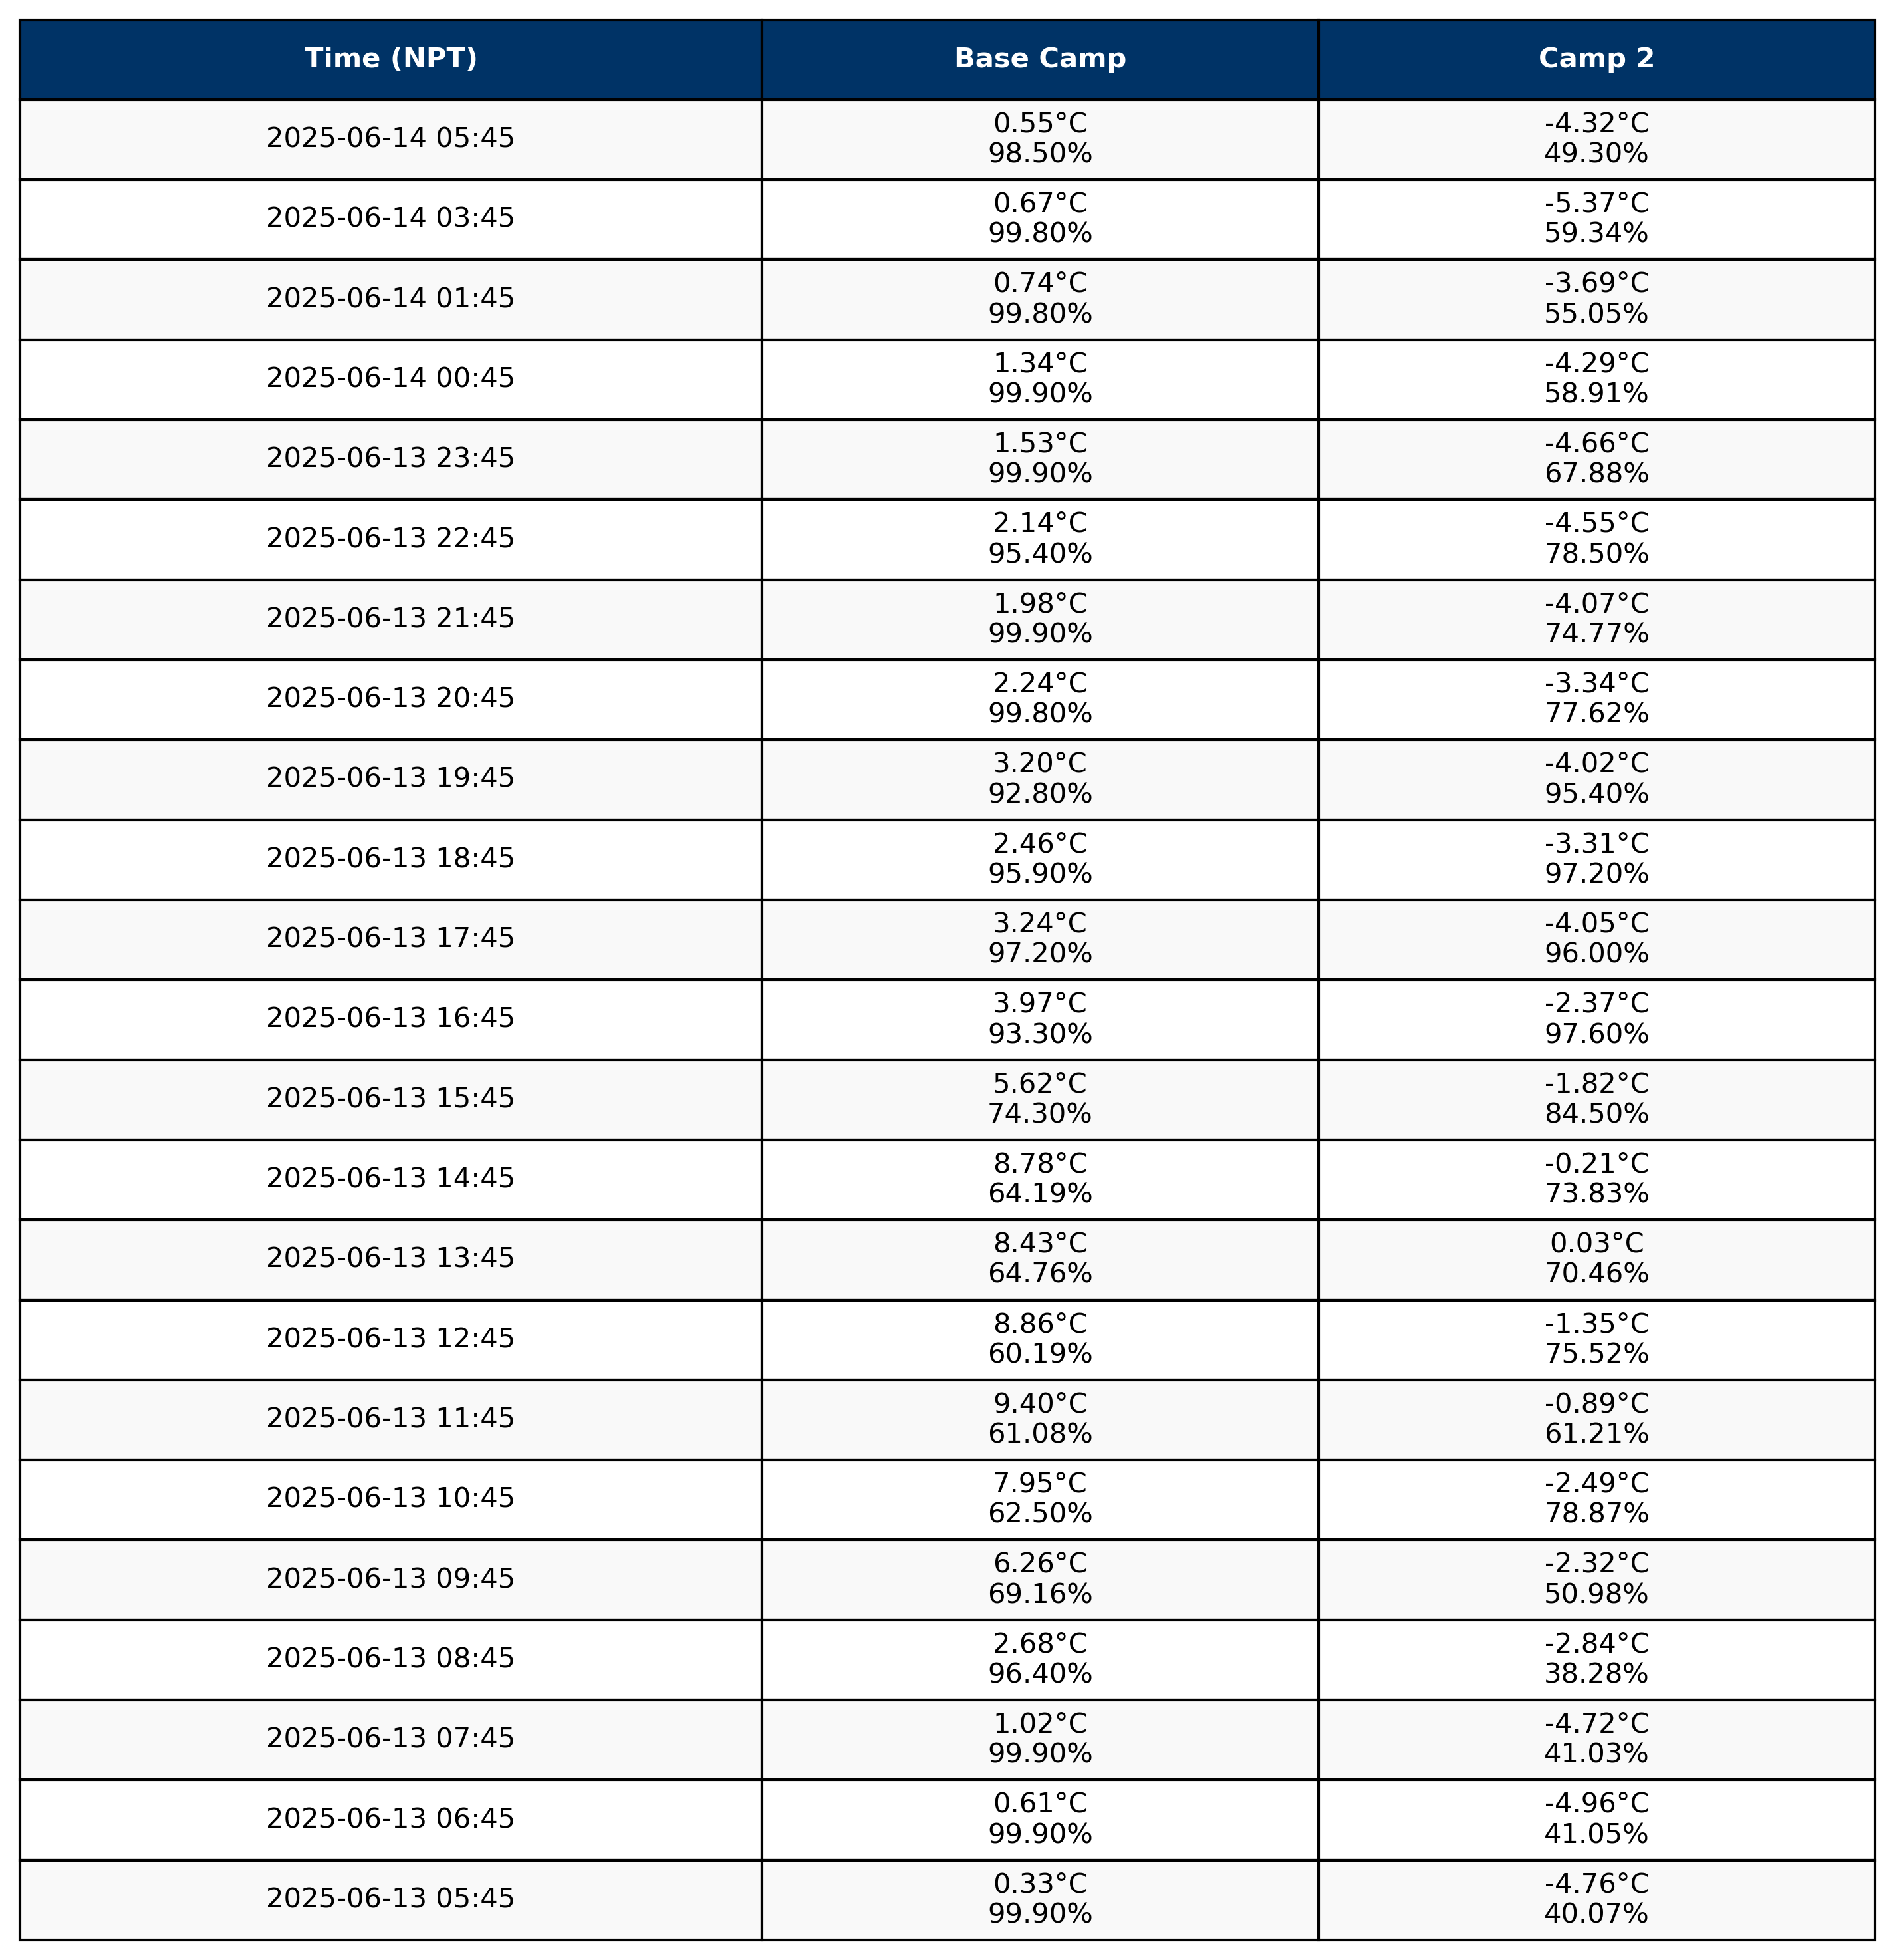 Time (NPT) Base Camp Camp 2
2025-06-14 05:45
0.55°C
98.50%
-4.32°C
49.30%
2025-06-14 03:45
0.67°C
99.80%
-5.37°C
59.34%
2025-06-14 01:45
0.74°C
99.80%
-3.69°C
55.05%
2025-06-14 00:45
1.34°C
99.90%
-4.29°C
58.91%
2025-06-13 23:45
1.53°C
99.90%
-4.66°C
67.88%
2025-06-13 22:45
2.14°C
95.40%
-4.55°C
78.50%
2025-06-13 21:45
1.98°C
99.90%
-4.07°C
74.77%
2025-06-13 20:45
2.24°C
99.80%
-3.34°C
77.62%
2025-06-13 19:45
3.20°C
92.80%
-4.02°C
95.40%
2025-06-13 18:45
2.46°C
95.90%
-3.31°C
97.20%
2025-06-13 17:45
3.24°C
97.20%
-4.05°C
96.00%
2025-06-13 16:45
3.97°C
93.30%
-2.37°C
97.60%
2025-06-13 15:45
5.62°C
74.30%
-1.82°C
84.50%
2025-06-13 14:45
8.78°C
64.19%
-0.21°C
73.83%
2025-06-13 13:45
8.43°C
64.76%
0.03°C
70.46%
2025-06-13 12:45
8.86°C
60.19%
-1.35°C
75.52%
2025-06-13 11:45
9.40°C
61.08%
-0.89°C
61.21%
2025-06-13 10:45
7.95°C
62.50%
-2.49°C
78.87%
2025-06-13 09:45
6.26°C
69.16%
-2.32°C
50.98%
2025-06-13 08:45
2.68°C
96.40%
-2.84°C
38.28%
2025-06-13 07:45
1.02°C
99.90%
-4.72°C
41.03%
2025-06-13 06:45
0.61°C
99.90%
-4.96°C
41.05%
2025-06-13 05:45
0.33°C
99.90%
-4.76°C
40.07%